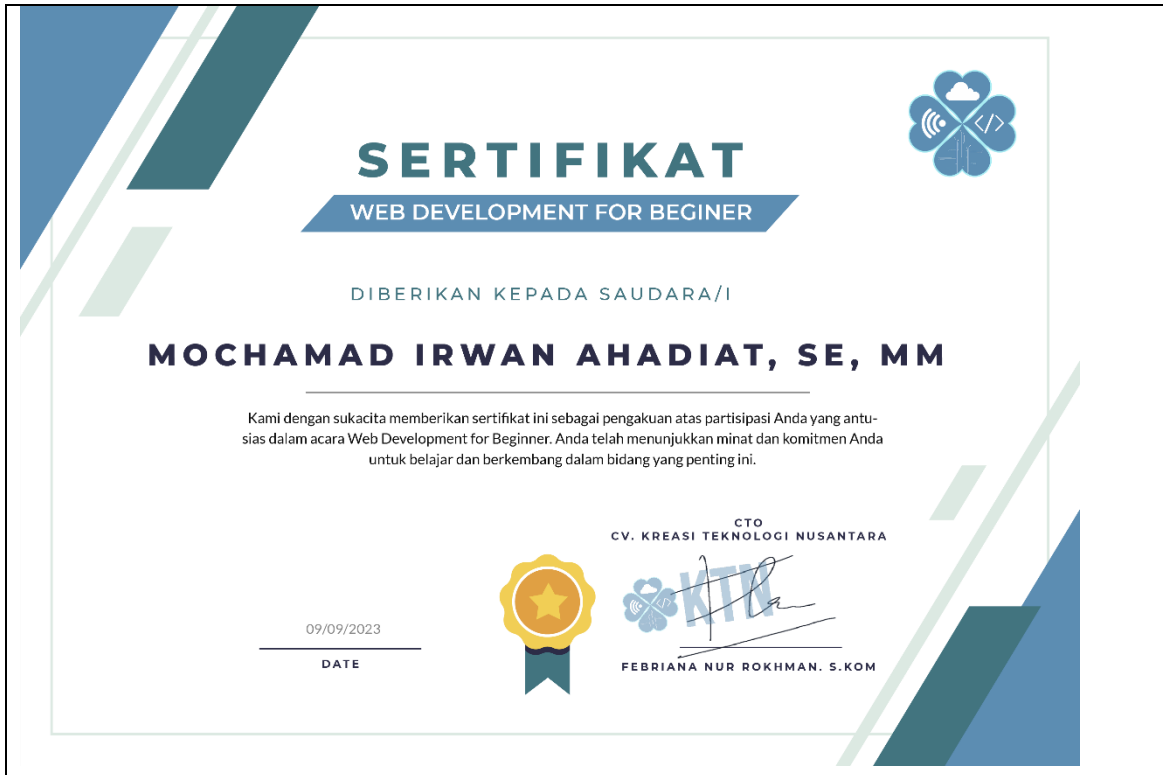 SERTIFIKAT
WEB DEVELOPMENT FOR BEGINER
DIBERIKAN KEPADA SAUDARA/I
MOCHAMAD IRWAN AHADIAT, SE, MM
Kami dengan sukacita memberikan sertifikat ini sebagai pengakuan atas partisipasi Anda yang antu-
sias dalam acara Web Development for Beginner. Anda telah menunjukkan minat dan komitmen Anda
untuk belajar dan berkembang dalam bidang yang penting ini.
CTO
CV. KREASI TEKNOLOGI NUSANTARA
KTN
09/09/2023
DATE
FEBRIANA NUR ROKHMAN. S.KOM